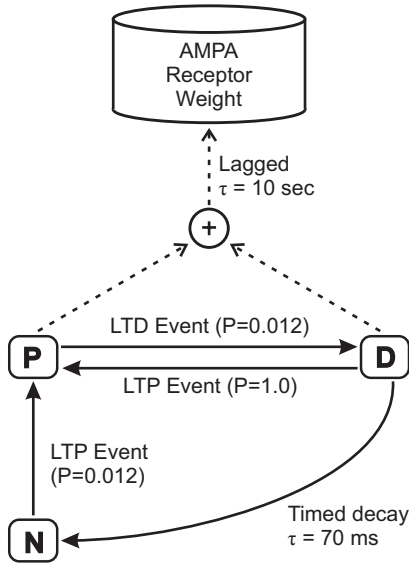 AMPA
Receptor
Weight
Lagged
τ = 10 sec
+
LTD Event (P=0.012)
P
D
LTP Event (P=1.0)
LTP Event
(P=0.012)
Timed decay
τ = 70 ms
N